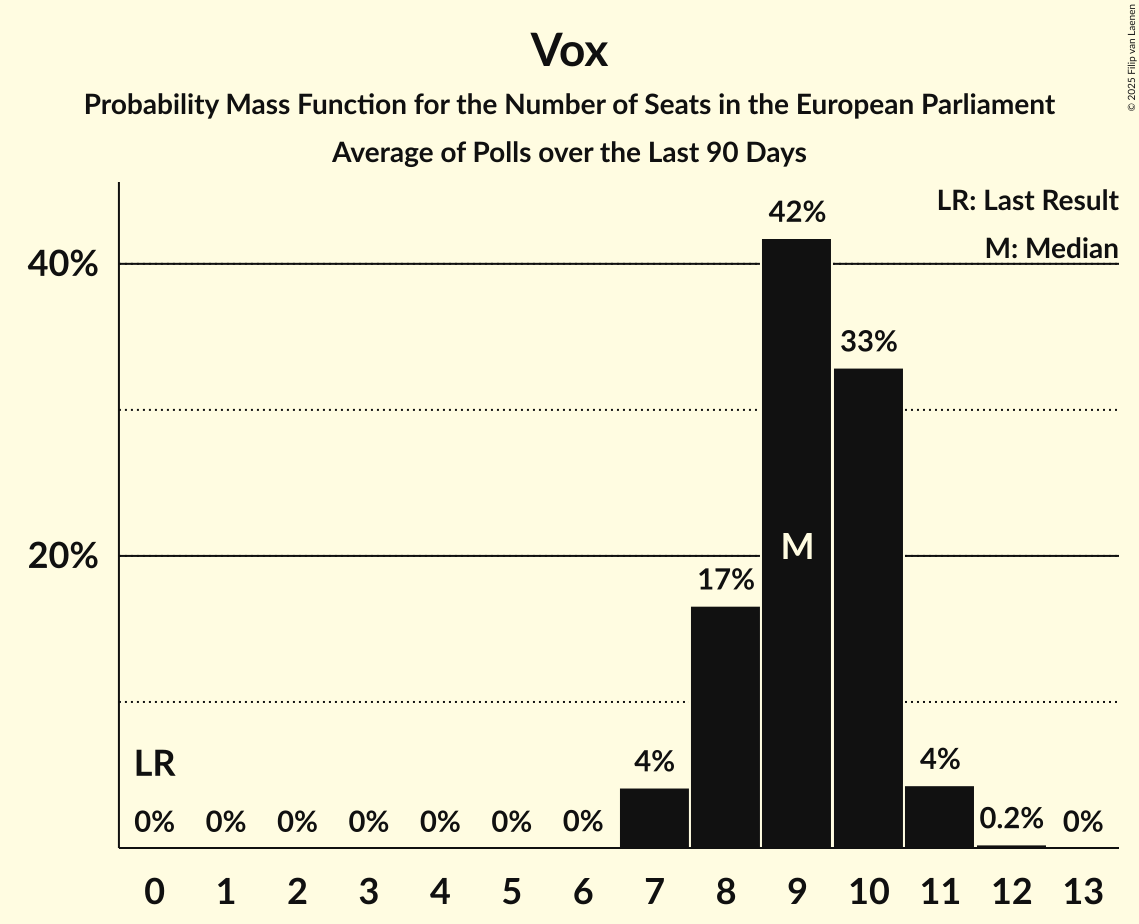 Vox
Probability Mass Function for the Number of Seats in the European Parliament
Average of Polls over the Last 90 Days
© 2025 Filip van Laenen
LR: Last Result
M: Median
40%
20%
42%
33%
17%
M
4%
4%
LR
0% 0% 0% 0% 0% 0% 0% 0.2% 0%
0 1 2 3 4 5 6 7 8 9 10 11 12 13